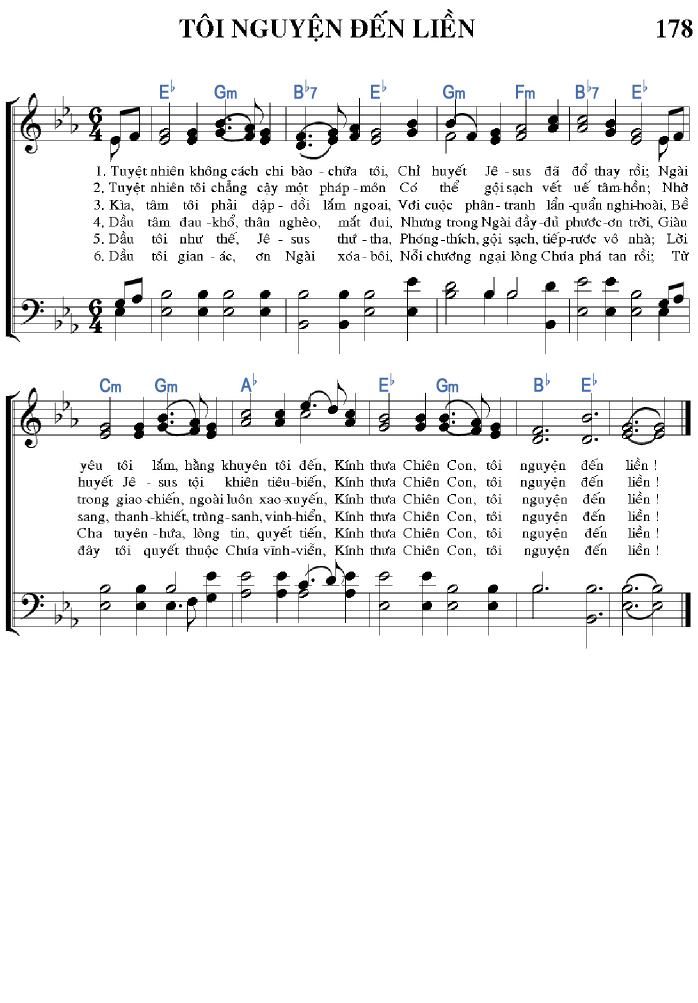 TÔI NGUYỆN ĐẾN LIỀN 178
E♭ Gm B♭7 E♭ Gm Fm B♭7 E♭
1. Tuyệt nhiên không cách chi bào-chữa tôi, Chỉ huyết Jê-sus đã đổ thay rồi; Ngài
2. Tuyệt nhiên tôi chẳng cậy một pháp-môn Có thể gội sạch vết uế tâm-hồn; Nhờ
3. Kìa, tâm tôi phải dập-dồi lắm ngoai, Với cuộc phân-tranh lẩn-quẩn nghi-hoài, Bề
4. Dầu tâm đau-khổ, thân nghèo, mắt đui, Nhưng trong Ngài đầy-đủ phước-ơn trời, Giàu
5. Dầu tôi như thế, Jê-sus thứ-tha, Phóng-thích, gội sạch, tiếp-rước vô nhà; Lời
6. Dầu tôi gian-ác, ơn Ngài xóa-bôi, Nỗi chương ngại lòng Chúa phá tan rồi; Từ
Cm Gm A♭ E♭ Gm B♭ E♭
yêu tôi lắm, hằng khuyên tôi đến, Kính thưa Chiên Con, tôi nguyện đến liền !
huyết Jê-sus tội khiên tiêu-biến, Kính thưa Chiên Con, tôi nguyện đến liền !
trong giao-chiến, ngoài luôn xao-xuyến, Kính thưa Chiên Con, tôi nguyện đến liền !
sang, thanh-khiết, trùng-sanh, vinh-hiển, Kính thưa Chiên Con, tôi nguyện đến liền !
Cha tuyên-hứa, lòng tin, quyết tiến, Kính thưa Chiên Con, tôi nguyện đến liền !
đây tôi quyết thuộc Chúa vĩnh-viễn, Kính thưa Chiên Con, tôi nguyện đến liền !